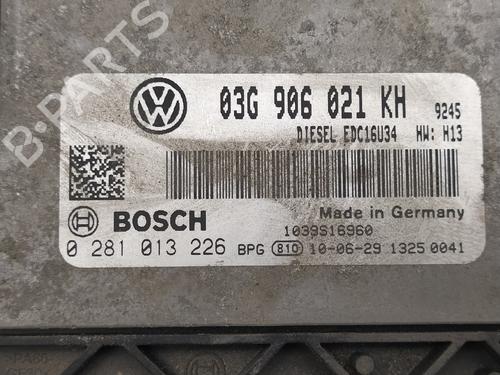 B-PARTS
03G 906 021 KH 9245
DIESEL EDC16U34 HW: H13
Made in Germany
BOSCH 1039S16960
0 281 013 226 BPG 810 10-06-29 1325 0041